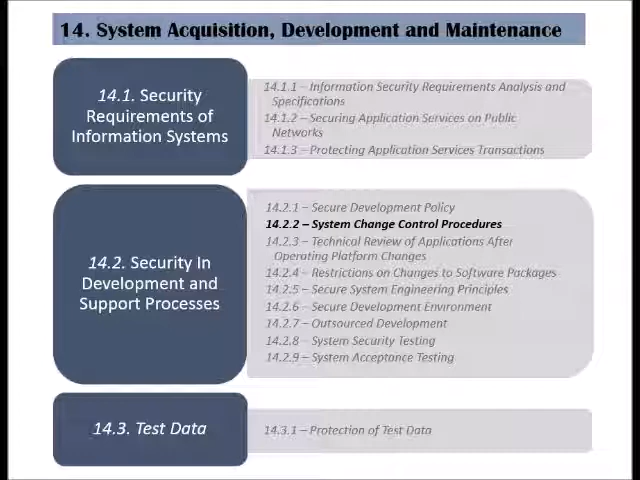 14. System Acquisition, Development and Maintenance
14.1. Security
Requirements of
Information Systems
14.1.1 – Information Security Requirements Analysis and
Specifications
14.1.2 – Securing Application Services on Public
Networks
14.1.3 – Protecting Application Services Transactions
14.2. Security In
Development and
Support Processes
14.2.1 – Secure Development Policy
14.2.2 – System Change Control Procedures
14.2.3 – Technical Review of Applications After
Operating Platform Changes
14.2.4 – Restrictions on Changes to Software Packages
14.2.5 – Secure System Engineering Principles
14.2.6 – Secure Development Environment
14.2.7 – Outsourced Development
14.2.8 – System Security Testing
14.2.9 – System Acceptance Testing
14.3. Test Data
14.3.1 – Protection of Test Data